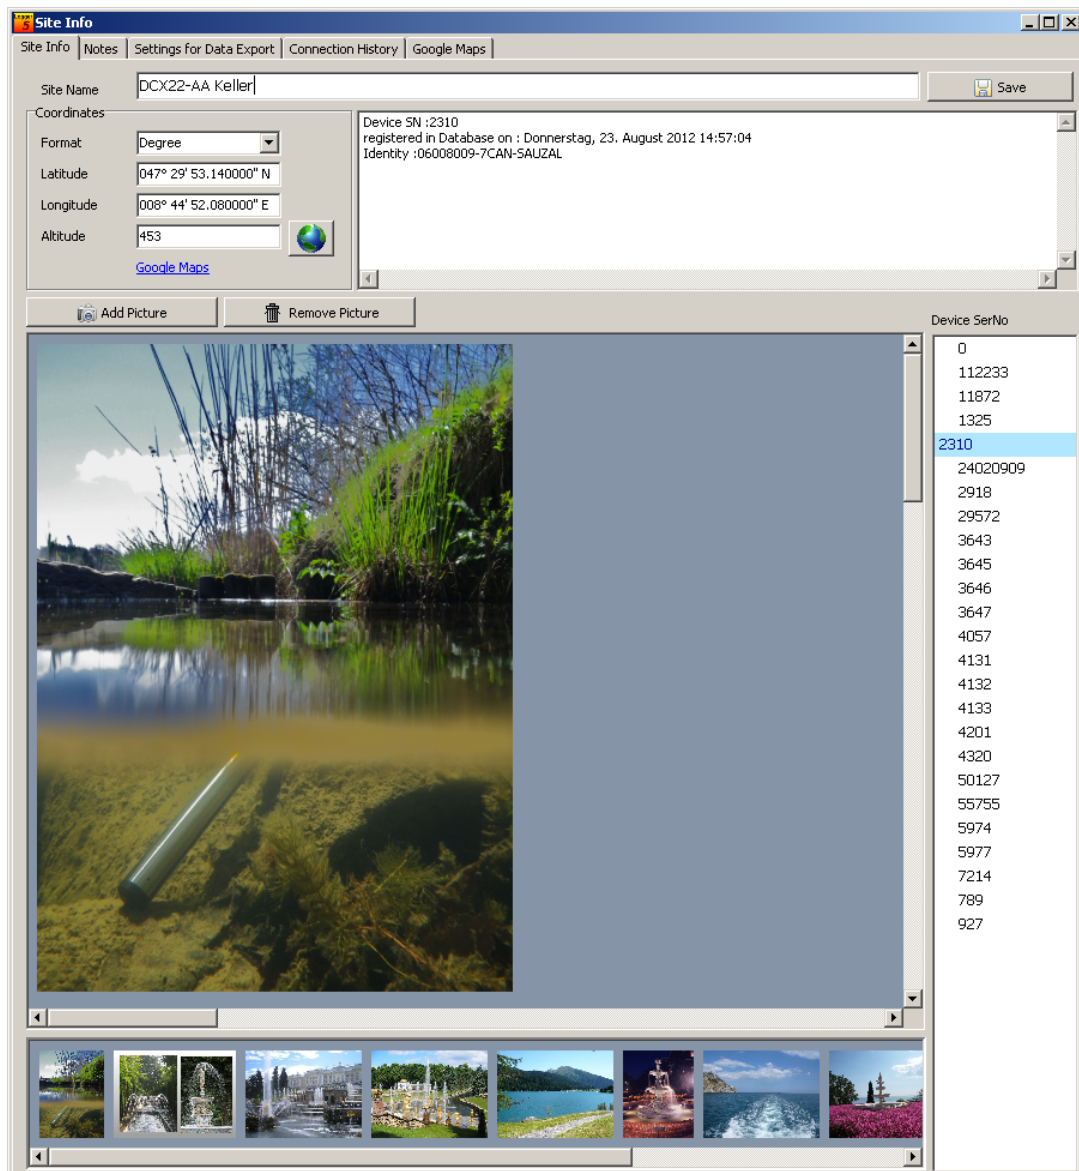 Logger
5
Site Info
Site Info
Notes
Settings for Data Export
Connection History
Google Maps
Site Name
DCX22-AA Keller
Save
Coordinates
Format
Degree
Latitude
047° 29' 53.140000" N
Longitude
008° 44' 52.080000" E
Altitude
453
Google Maps
Device SN :2310
registered in Database on : Donnerstag, 23. August 2012 14:57:04
Identity :06008009-7CAN-SAUZAL
Add Picture
Remove Picture
Device SerNo
0
112233
11872
1325
2310
24020909
2918
29572
3643
3645
3646
3647
4057
4131
4132
4133
4201
4320
50127
55755
5974
5977
7214
789
927